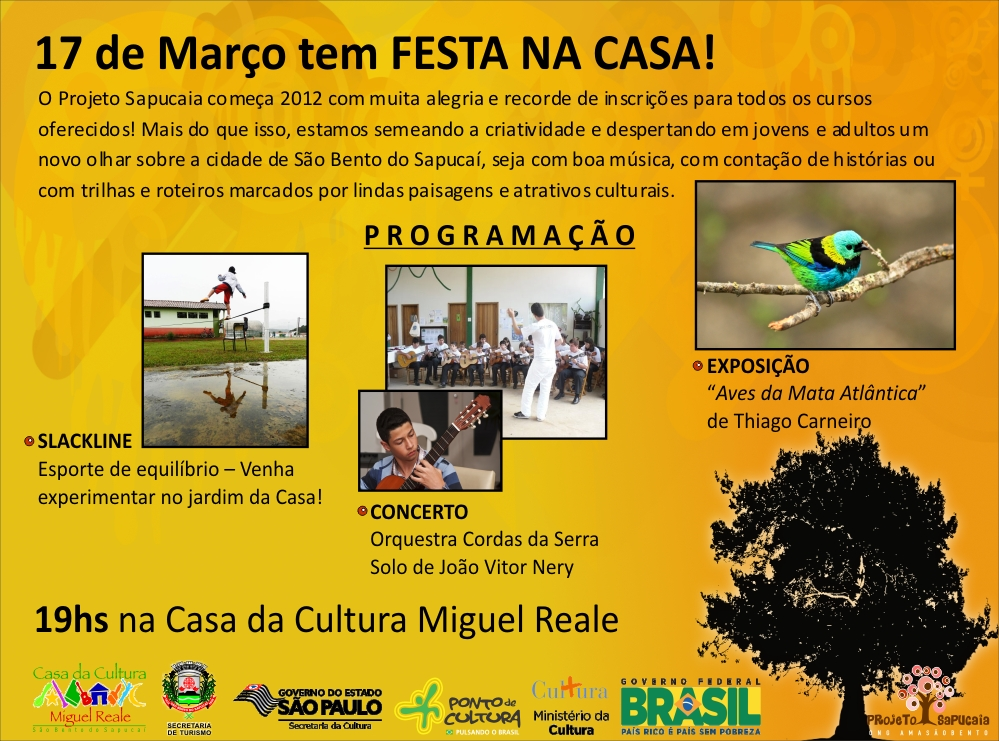 17 de Março tem FESTA NA CASA!
O Projeto Sapucaia começa 2012 com muita alegria e recorde de inscrições para todos os cursos
oferecidos! Mais do que isso, estamos semeando a criatividade e despertando em jovens e adultos um
novo olhar sobre a cidade de São Bento do Sapucaí, seja com boa música, com contação de histórias ou
com trilhas e roteiros marcados por lindas paisagens e atrativos culturais.
PROGRAMAÇÃO
SLACKLINE
Esporte de equilíbrio – Venha
experimentar no jardim da Casa!
CONCERTO
Orquestra Cordas da Serra
Solo de João Vitor Nery
EXPOSIÇÃO
“Aves da Mata Atlântica”
de Thiago Carneiro
19hs na Casa da Cultura Miguel Reale
Casa da Cultura
Miguel Reale
São Bento do Sapucaí
SECRETARIA
DE TURISMO
GOVERNO DO ESTADO
SÃO PAULO
Secretaria da Cultura
PONTO DE
CULTURA
PULSANDO O BRASIL
Cultura
Ministério da
Cultura
GOVERNO FEDERAL
BRASIL
PAÍS RICO É PAÍS SEM POBREZA
PROJETO SAPUCAIA
ONG AMASÃOBENTO